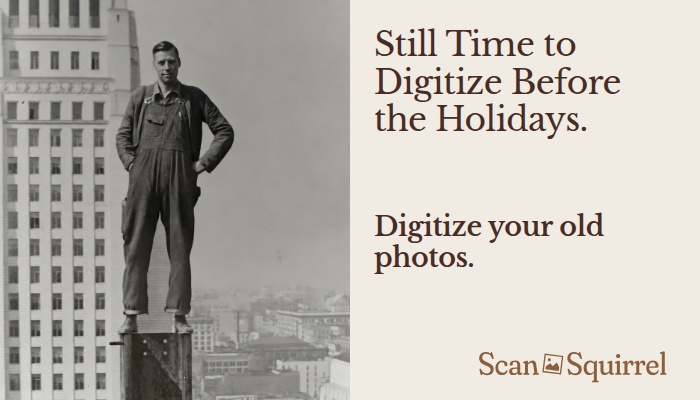 Still Time to
Digitize Before
the Holidays.
Digitize your old
photos.
Scan Squirrel